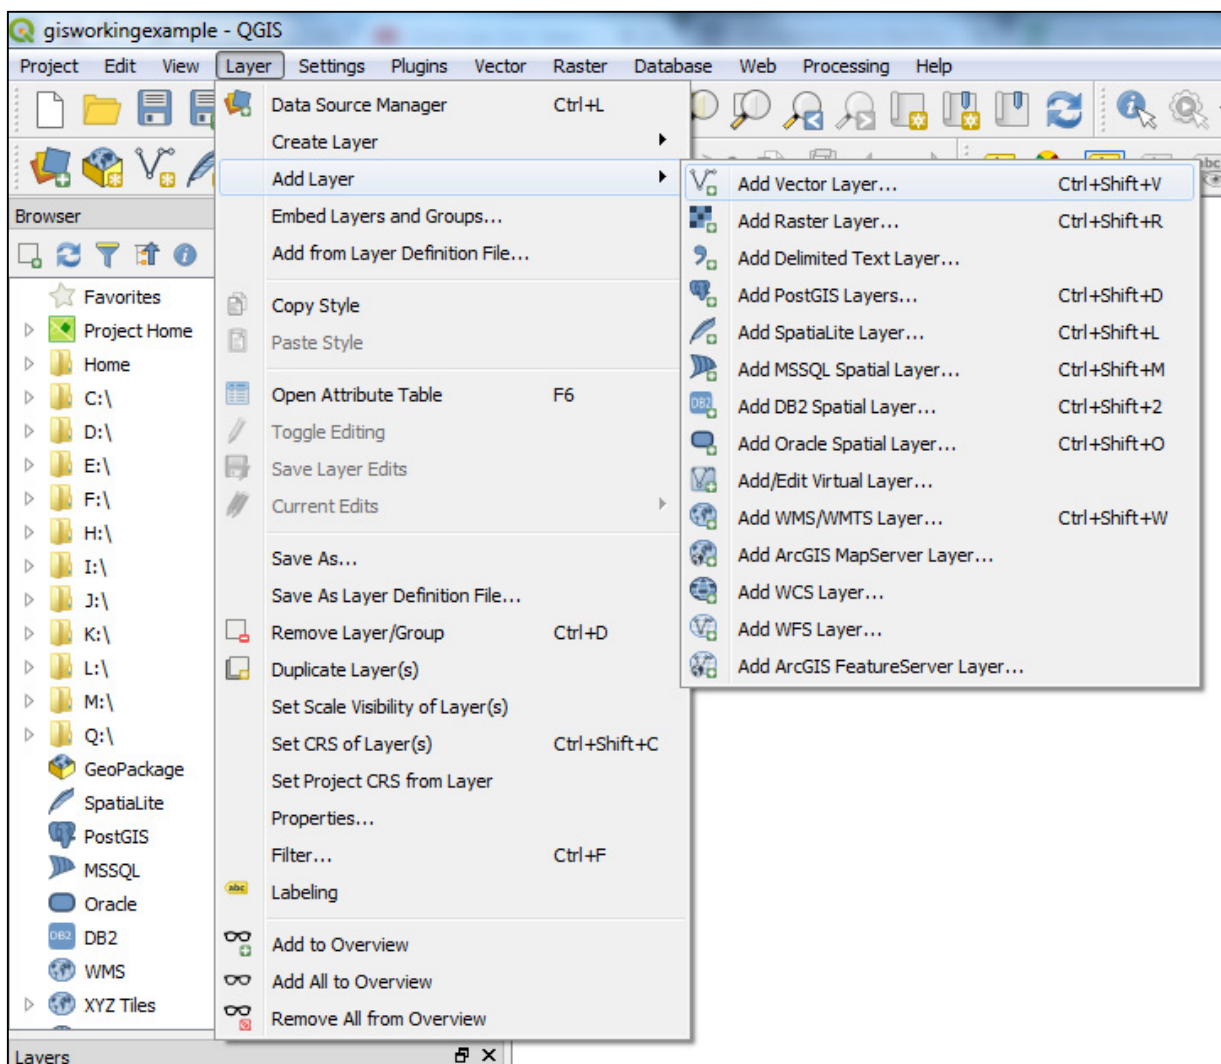 gisworkingexample - QGIS
Project Edit View Layer Settings Plugins Vector Raster Database Web Processing Help
Data Source Manager Ctrl+L
Create Layer
Add Layer
Embed Layers and Groups...
Add from Layer Definition File...
Copy Style
Paste Style
Open Attribute Table F6
Toggle Editing
Save Layer Edits
Current Edits
Save As...
Save As Layer Definition File...
Remove Layer/Group Ctrl+D
Duplicate Layer(s)
Set Scale Visibility of Layer(s)
Set CRS of Layer(s) Ctrl+Shift+C
Set Project CRS from Layer
Properties...
Filter... Ctrl+F
abc Labeling
Add to Overview
Add All to Overview
Remove All from Overview
abc
Add Vector Layer... Ctrl+Shift+V
Add Raster Layer... Ctrl+Shift+R
Add Delimited Text Layer...
Add PostGIS Layers... Ctrl+Shift+D
Add SpatiaLite Layer... Ctrl+Shift+L
Add MSSQL Spatial Layer... Ctrl+Shift+M
DB2 Add DB2 Spatial Layer... Ctrl+Shift+2
Add Oracle Spatial Layer... Ctrl+Shift+O
Add/Edit Virtual Layer...
Add WMS/WMTS Layer... Ctrl+Shift+W
Add ArcGIS MapServer Layer...
Add WCS Layer...
Add WFS Layer...
Add ArcGIS FeatureServer Layer...
Browser
Favorites
Project Home
Home
C:\
D:\
E:\
F:\
H:\
I:\
J:\
K:\
L:\
M:\
Q:\
GeoPackage
SpatiaLite
PostGIS
MSSQL
Oracle
DB2 DB2
WMS
XYZ Tiles
Layers